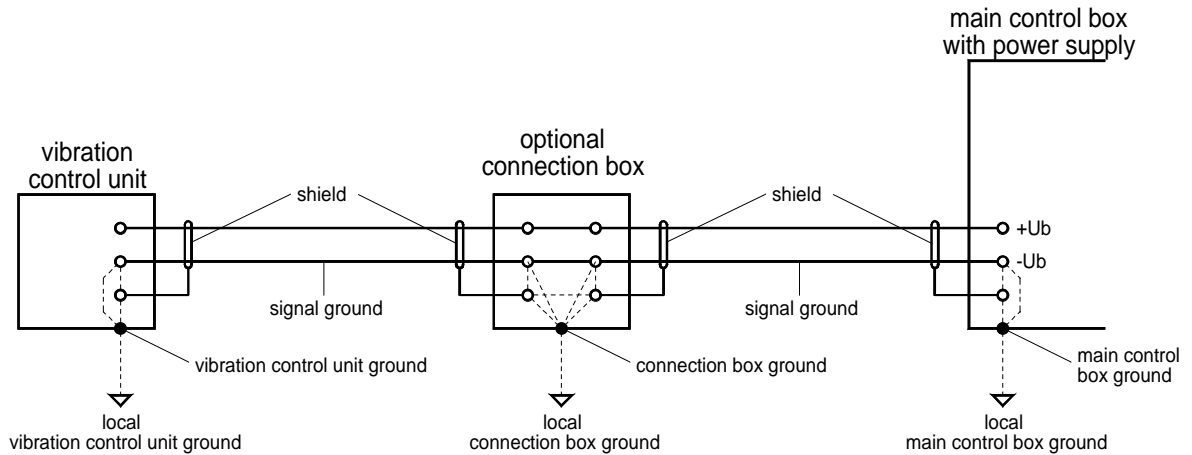 main control box
with power supply
vibration
control unit
optional
connection box
shield
shield
+Ub
-Ub
signal ground
signal ground
vibration control unit ground
connection box ground
main control
box ground
local
vibration control unit ground
local
connection box ground
local
main control box ground